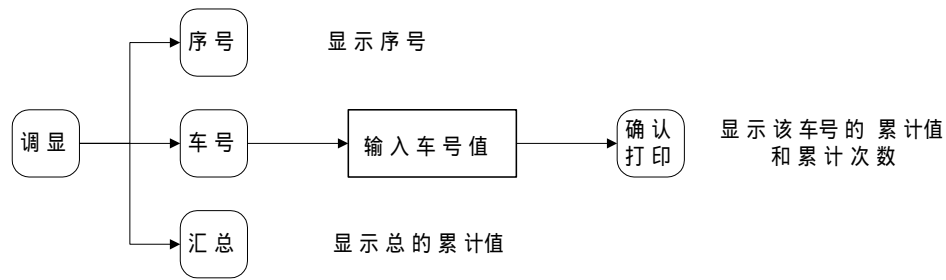 序号 显示序号
调显 车号 输入车号值 确认
打印 显示该车号的 累计值
和累计次数
汇总 显示总的累计值